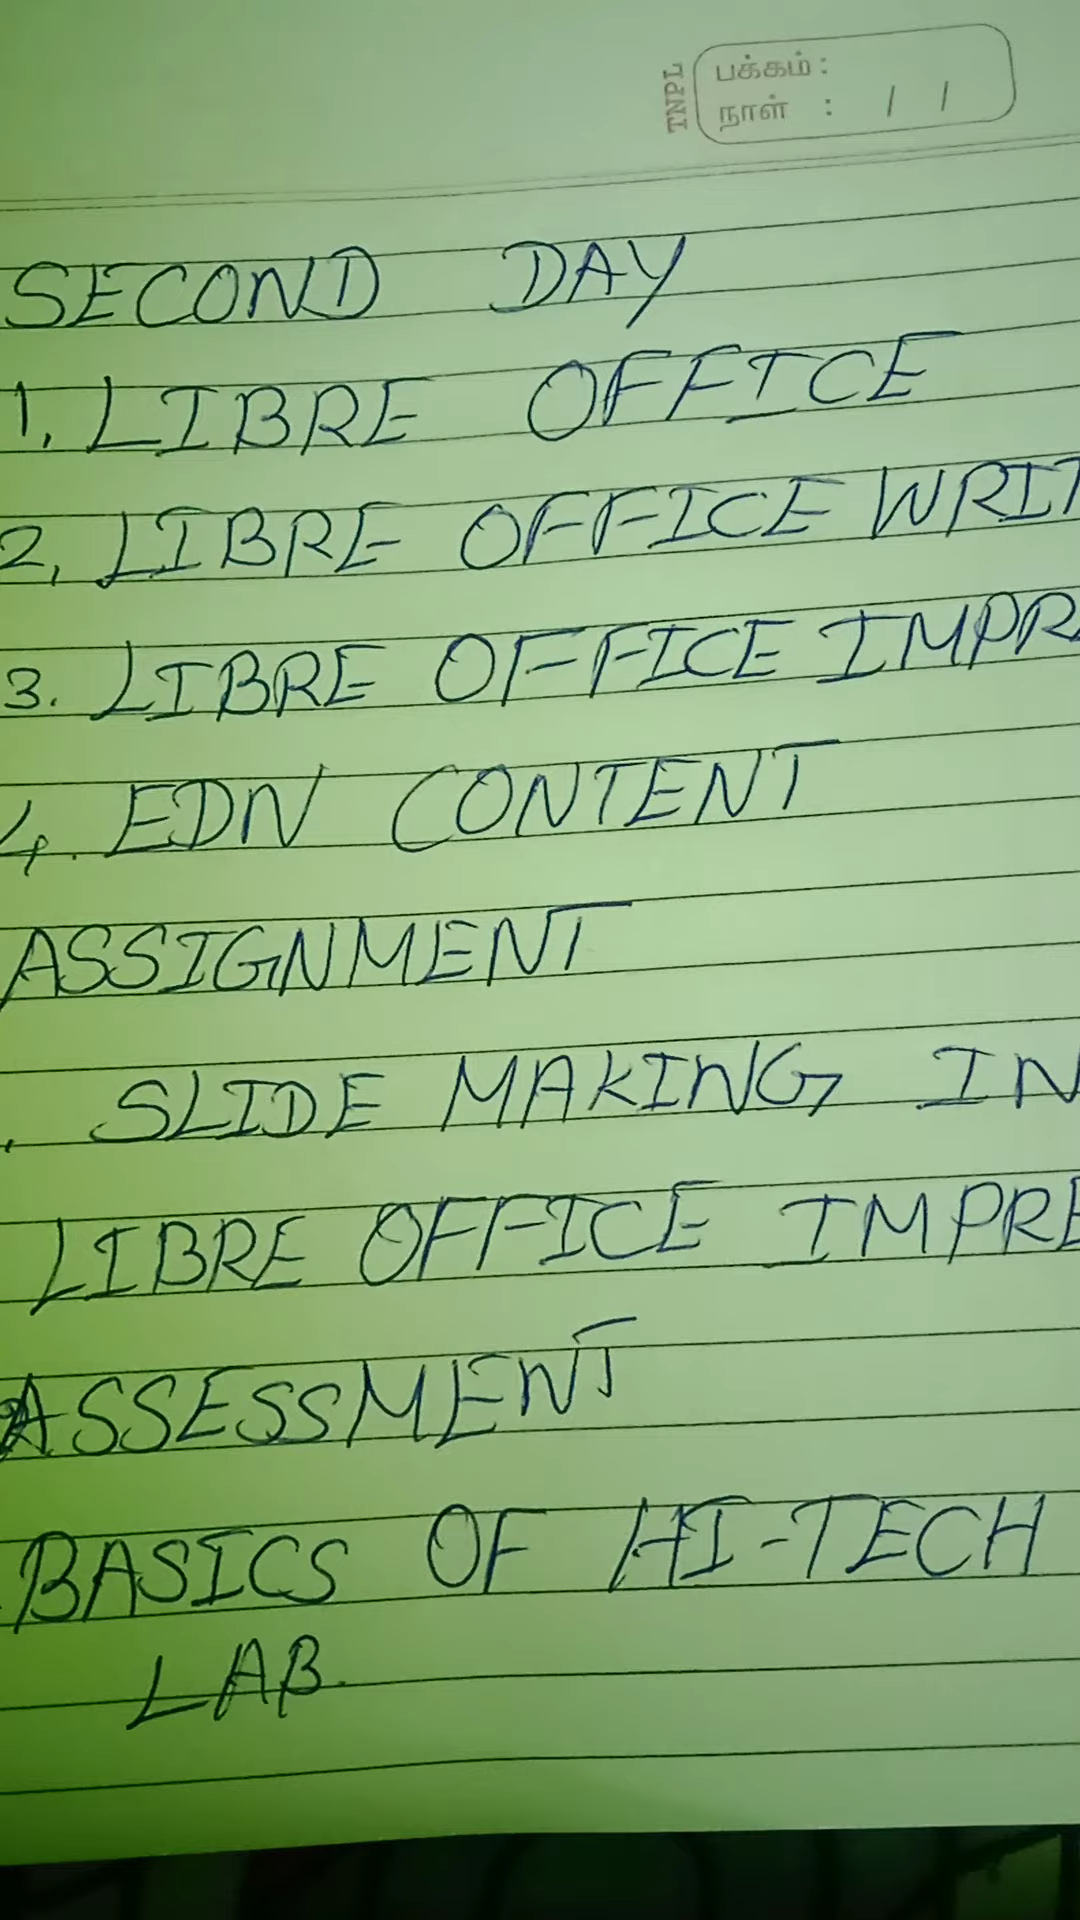 TNPL
பக்கம் :
நாள் : / /
SECOND DAY
1. LIBRE OFFICE
2. LIBRE OFFICE WRIT
3. LIBRE OFFICE IMPR
4. EDN CONTENT
ASSIGNMENT
. SLIDE MAKING IN
LIBRE OFFICE IMPRE
ASSESSMENT
BASICS OF HI-TECH
LAB.